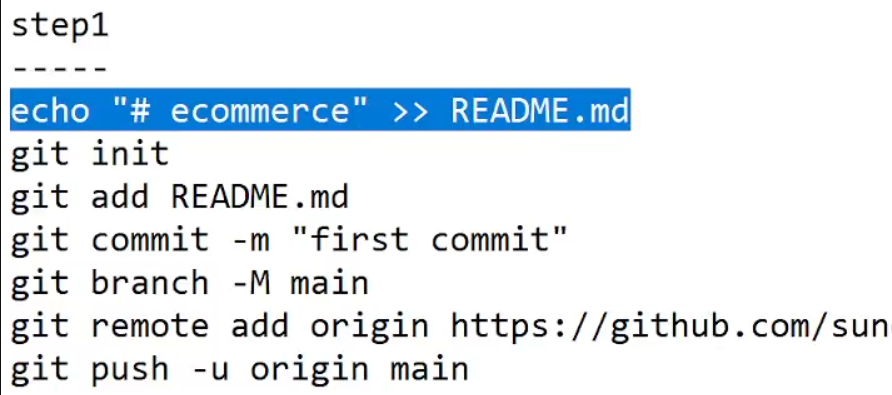 step1
-----
echo "# ecommerce" >> README.md
git init
git add README.md
git commit -m "first commit"
git branch -M main
git remote add origin https://github.com/sun
git push -u origin main